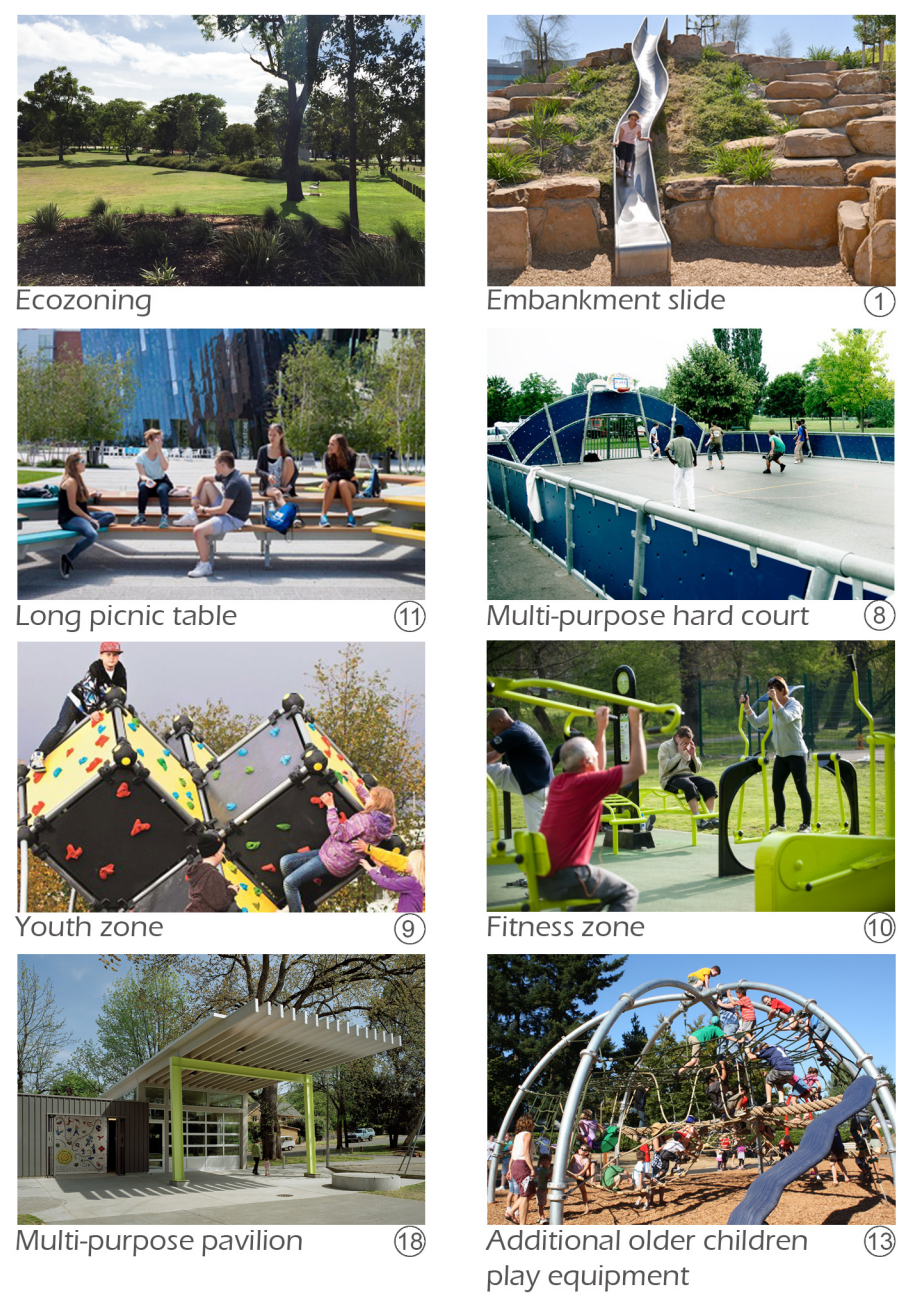 Ecozoning
Embankment slide 1
Long picnic table 11
Multi-purpose hard court 8
Youth zone 9
Fitness zone 10
Multi-purpose pavilion 18
Additional older children 13
play equipment